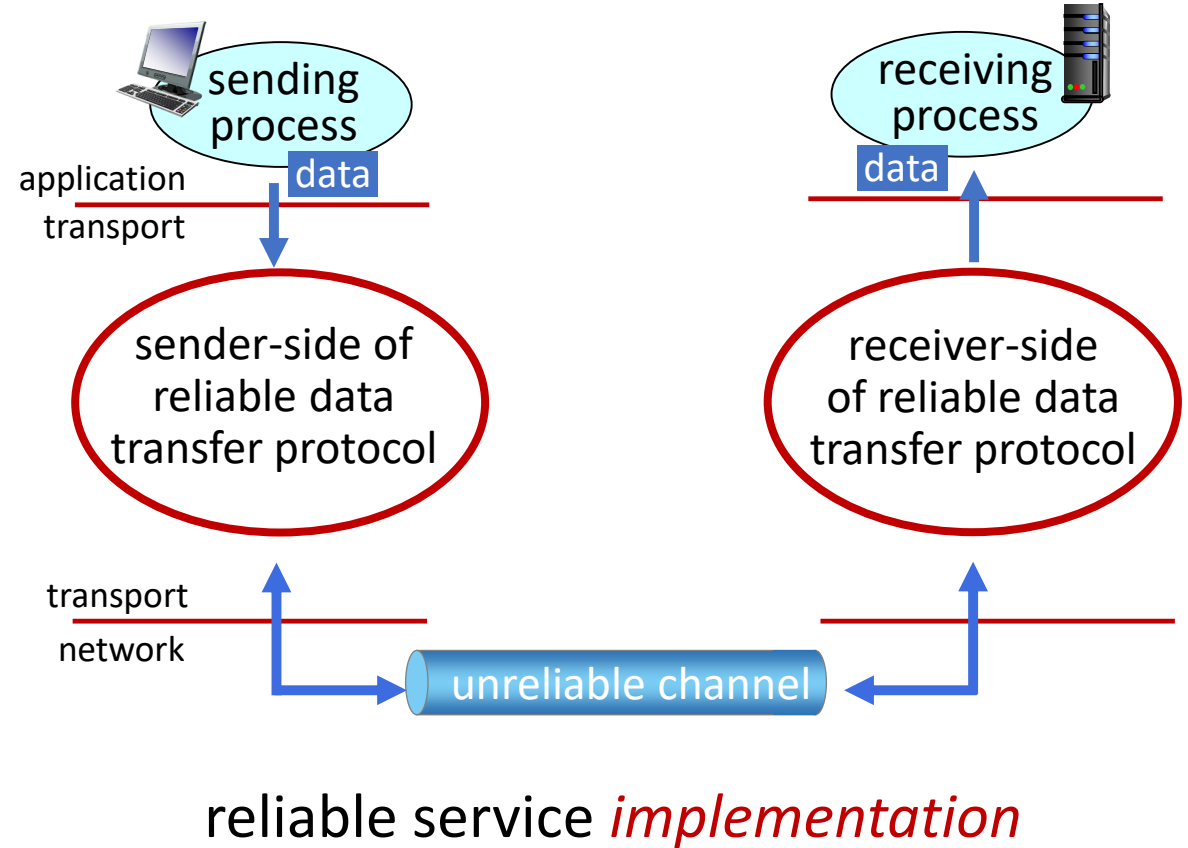 sending
process
data
application
transport
receiving
process
data
sender-side of
reliable data
transfer protocol
receiver-side
of reliable data
transfer protocol
transport
network
unreliable channel
reliable service implementation